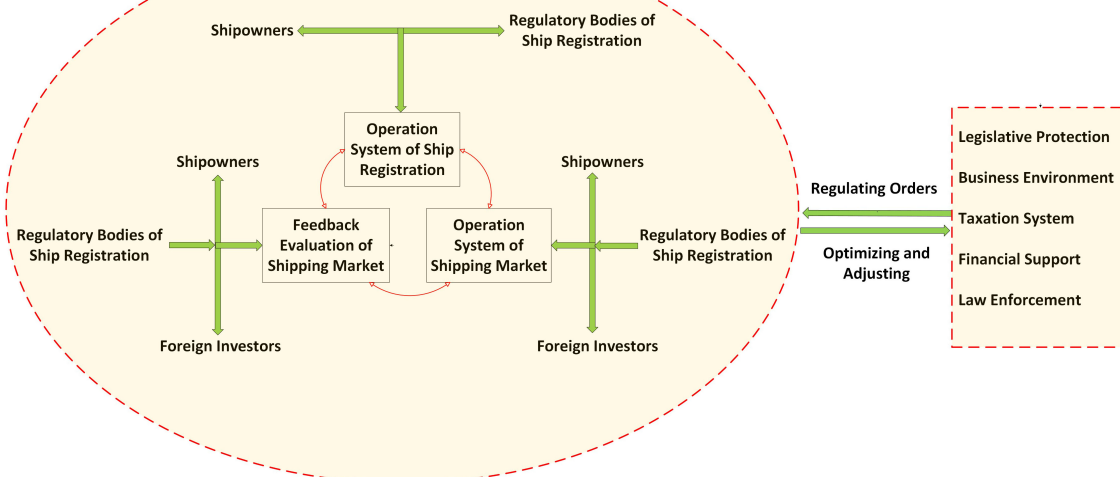 Shipowners
Regulatory Bodies of
Ship Registration
Operation
System of Ship
Registration
Shipowners
Shipowners
Regulatory Bodies of
Ship Registration
Feedback
Evaluation of
Shipping Market
Operation
System of
Shipping Market
Regulatory Bodies of
Ship Registration
Foreign Investors
Foreign Investors
Regulating Orders
Optimizing and
Adjusting
Legislative Protection
Business Environment
Taxation System
Financial Support
Law Enforcement